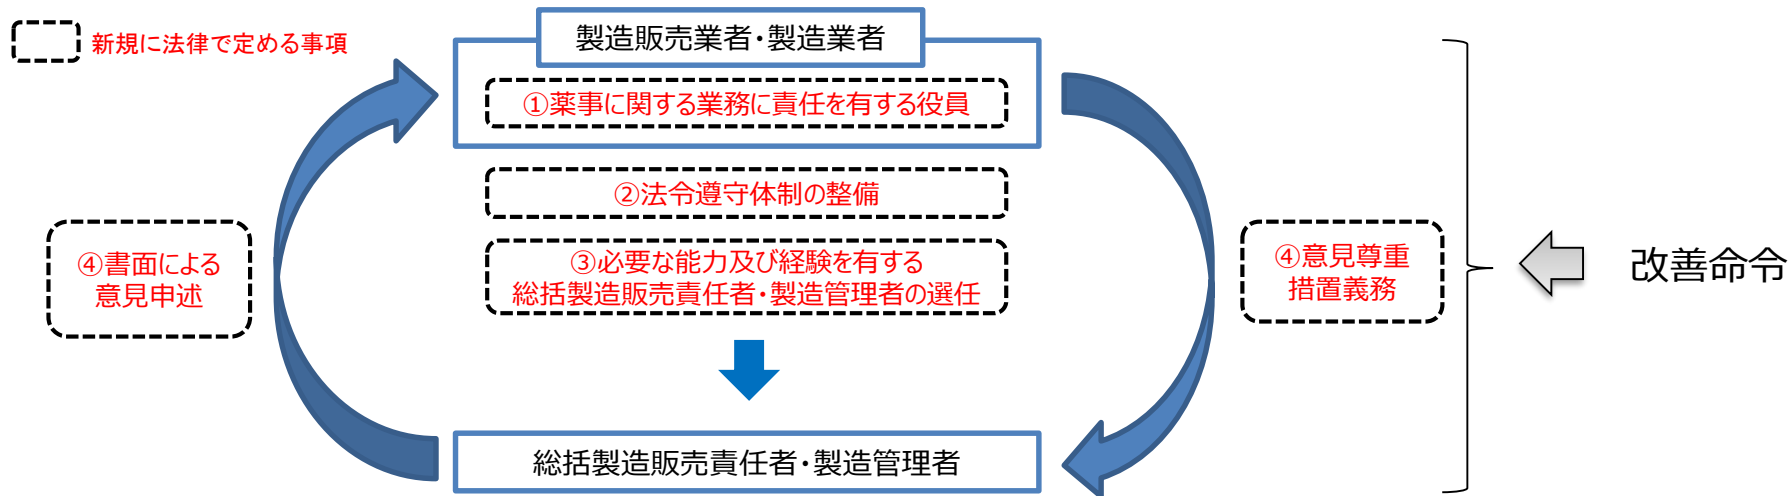 新規に法律で定める事項
製造販売業者・製造業者
①薬事に関する業務に責任を有する役員
②法令遵守体制の整備
③必要な能力及び経験を有する
総括製造販売責任者・製造管理者の選任
④書面による
意見申述
④意見尊重
措置義務
改善命令
総括製造販売責任者・製造管理者